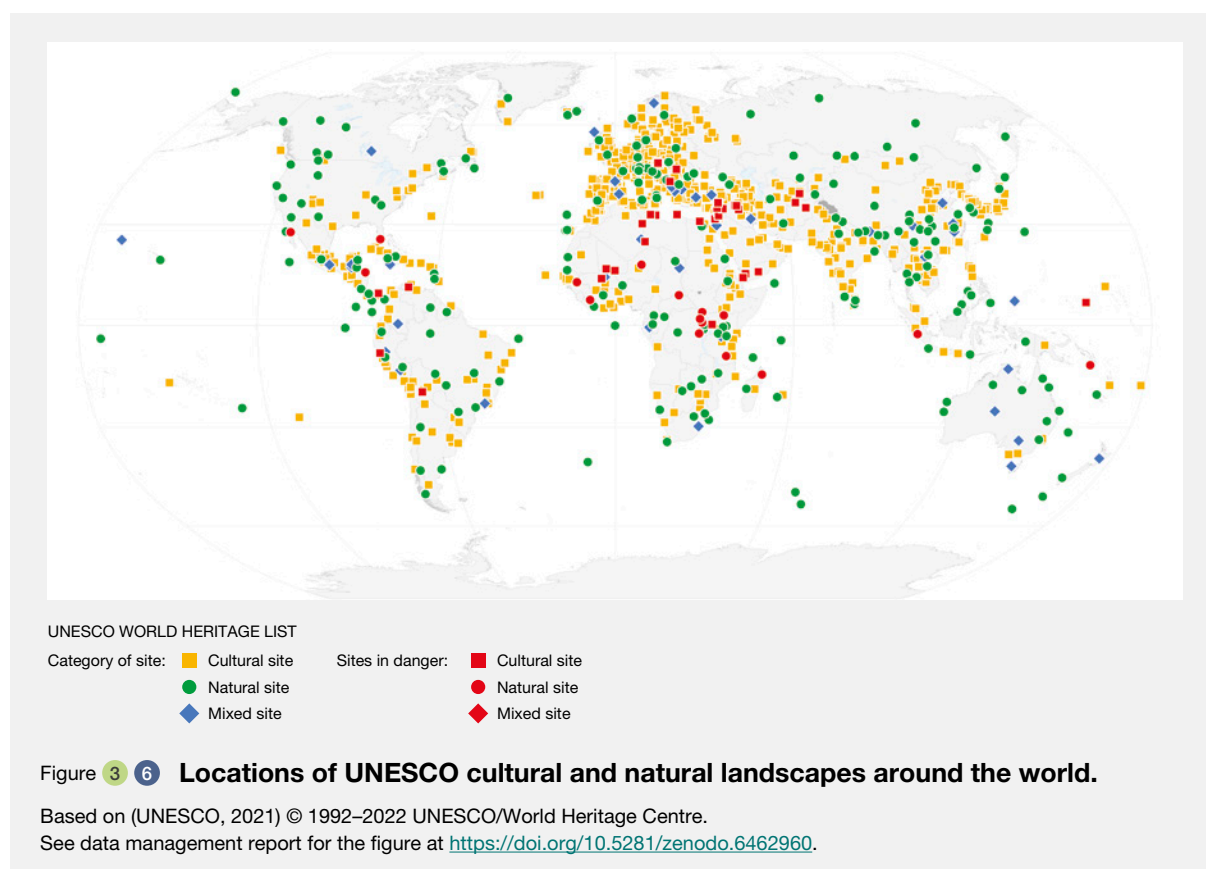 UNESCO WORLD HERITAGE LIST
Category of site: Cultural site Sites in danger: Cultural site
Natural site Natural site
Mixed site Mixed site
Figure 3 6 Locations of UNESCO cultural and natural landscapes around the world.
Based on (UNESCO, 2021) © 1992–2022 UNESCO/World Heritage Centre.
See data management report for the figure at https://doi.org/10.5281/zenodo.6462960.